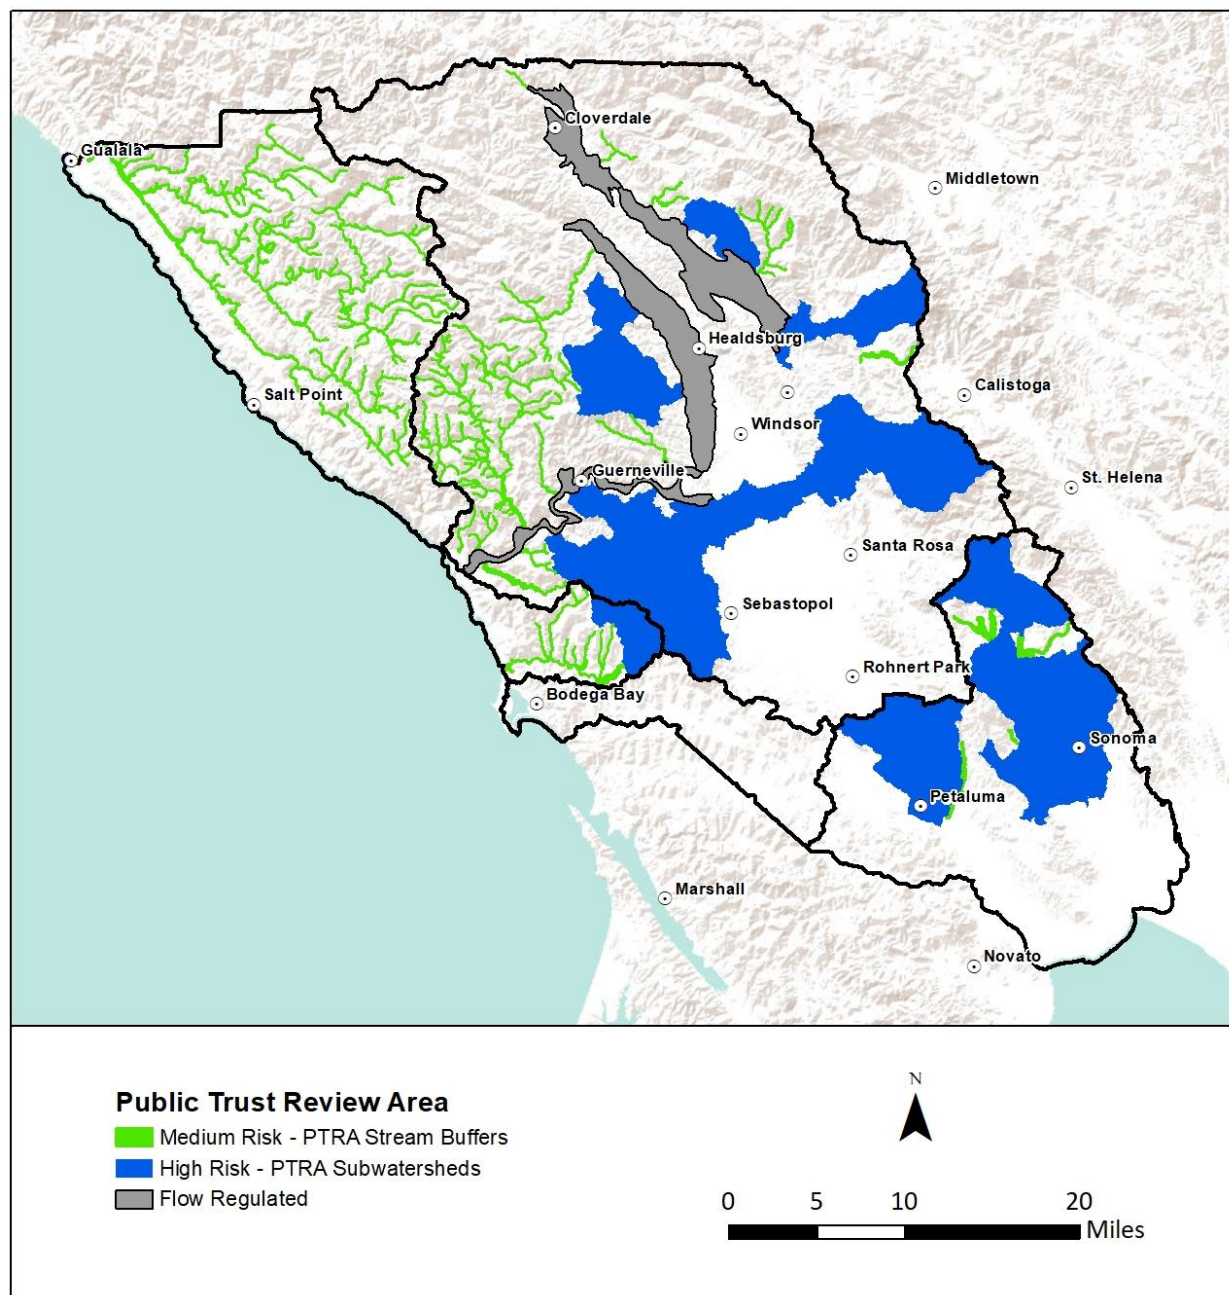 Cloverdale
Gualala
Middletown
Healdsburg
Calistoga
Salt Point
Windsor
Guerneville
St. Helena
Santa Rosa
Sebastopol
Rohnert Park
Bodega Bay
Sonoma
Petaluma
Marshall
Novato
Public Trust Review Area
Medium Risk - PTRA Stream Buffers
High Risk - PTRA Subwatersheds
Flow Regulated
N
0 5 10 20
Miles